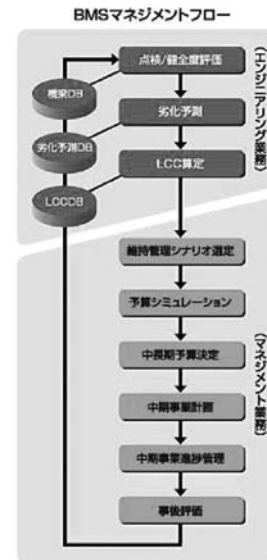 BMSマネジメントフロー
点検/健全度評価
橋梁DB
劣化予測
劣化予測DB
LCC算定
LCCDB
(エンジニアリング業務)
維持管理シナリオ選定
予算シミュレーション
中長期予算決定
中期事業計画
中期事業進捗管理
事後評価
(マネジメント業務)